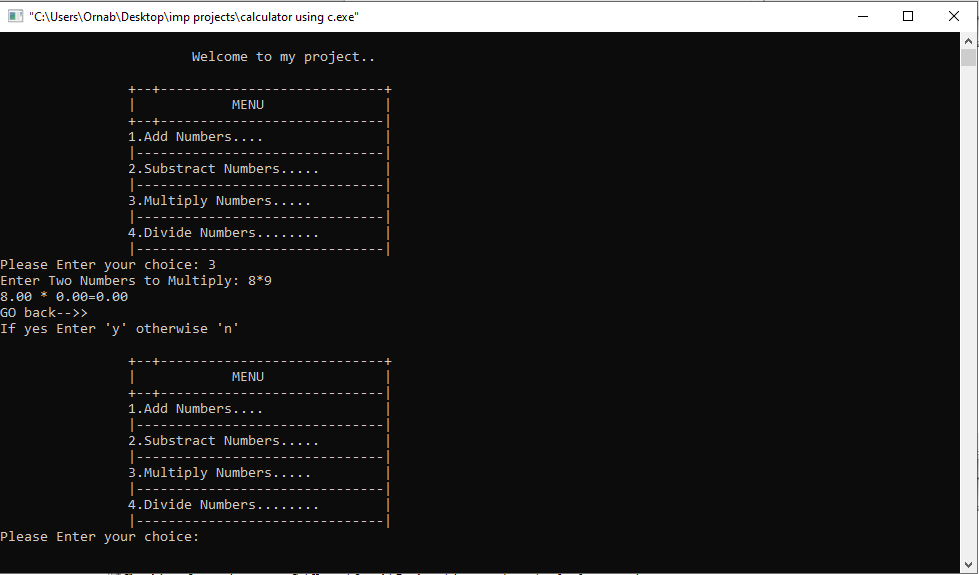 "C:\Users\Ornab\Desktop\imp projects\calculator using c.exe"
Welcome to my project..
+--+----------------------------+
|            MENU               |
+--+----------------------------|
1.Add Numbers....               |
|-------------------------------|
2.Substract Numbers.....        |
|-------------------------------|
3.Multiply Numbers.....         |
|-------------------------------|
4.Divide Numbers........        |
|-------------------------------|
Please Enter your choice: 3
Enter Two Numbers to Multiply: 8*9
8.00 * 0.00=0.00
GO back-->>
If yes Enter 'y' otherwise 'n'
+--+----------------------------+
|            MENU               |
+--+----------------------------|
1.Add Numbers....               |
|-------------------------------|
2.Substract Numbers.....        |
|-------------------------------|
3.Multiply Numbers.....         |
|-------------------------------|
4.Divide Numbers........        |
|-------------------------------|
Please Enter your choice: